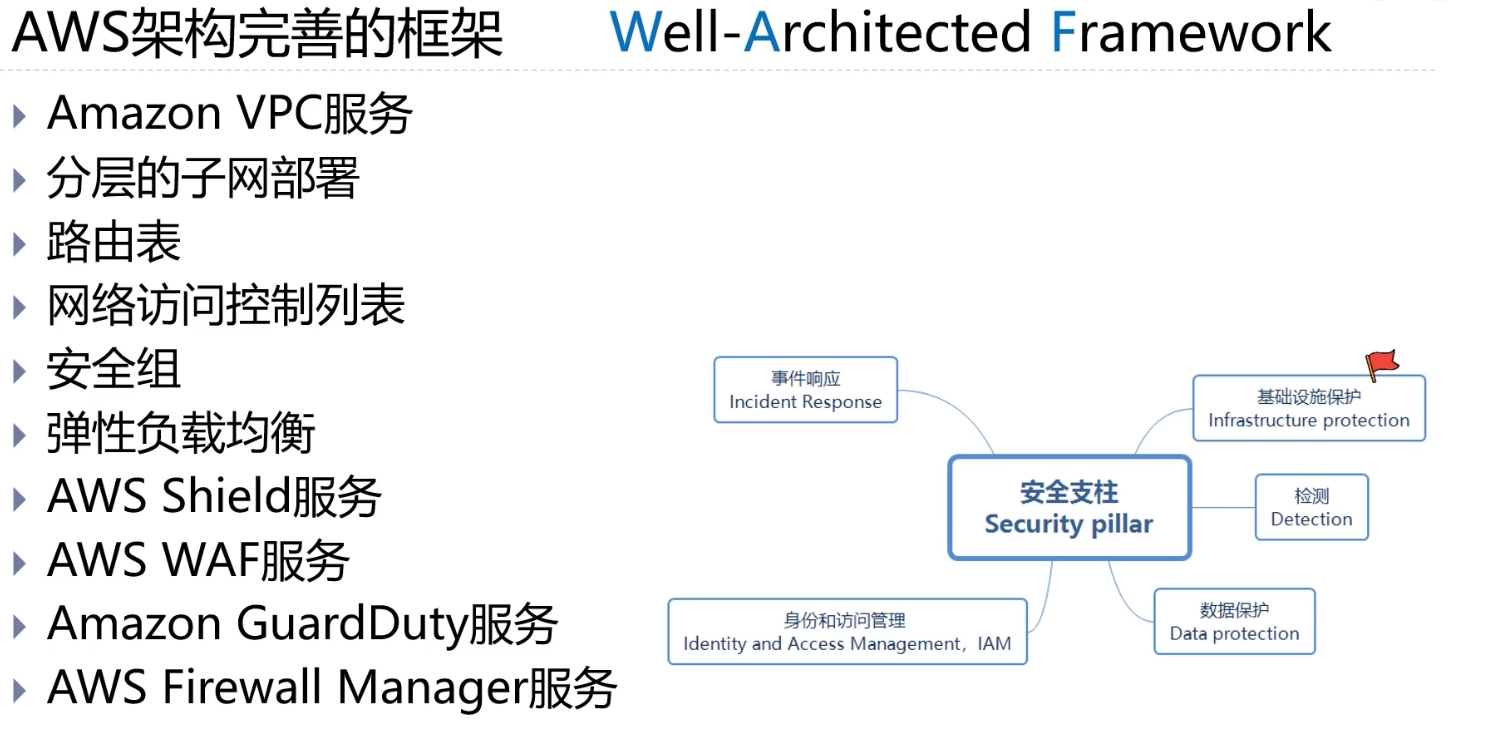 AWS架构完善的框架 Well-Architected Framework
Amazon VPC服务
分层的子网部署
路由表
网络访问控制列表
安全组
弹性负载均衡
AWS Shield服务
AWS WAF服务
Amazon GuardDuty服务
AWS Firewall Manager服务
事件响应
Incident Response
基础设施保护
Infrastructure protection
安全支柱
Security pillar
检测
Detection
身份和访问管理
Identity and Access Management，IAM
数据保护
Data protection